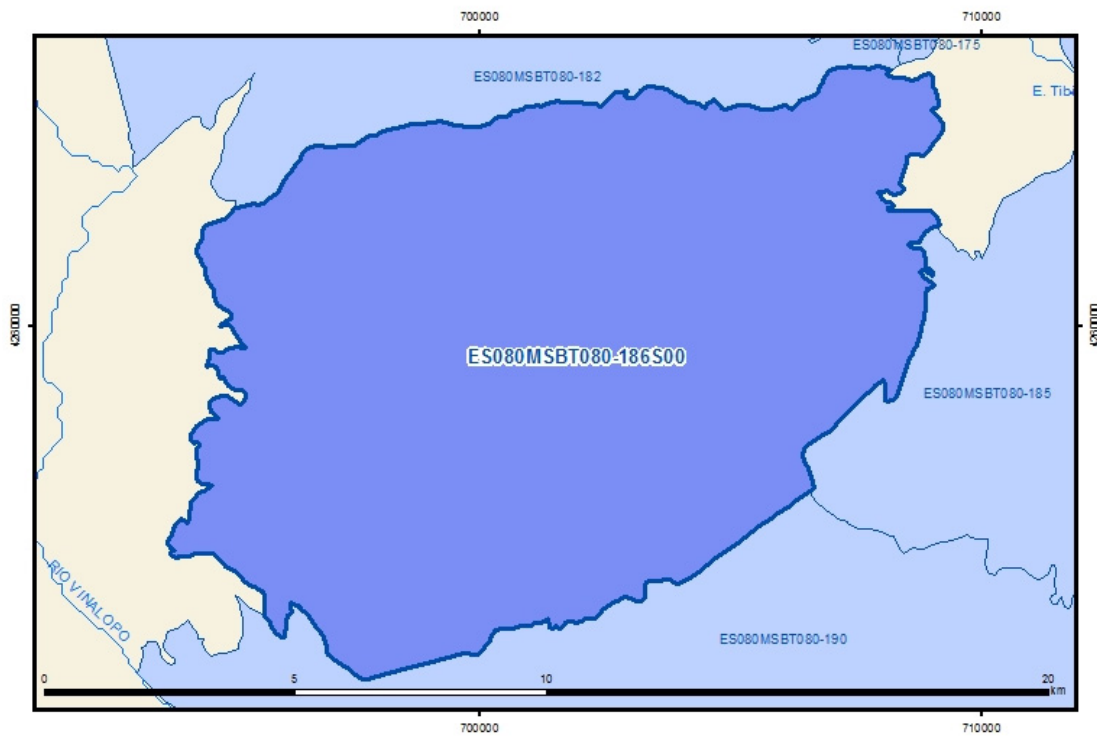 700000
710000
ES080MSBT080-175
ES080MSBT080-182
E. Tibi
4260000
4260000
ES080MSBT080-186S00
ES080MSBT080-185
RIO VINALOPO
ES080MSBT080-190
0
5
10
20
km
700000
710000